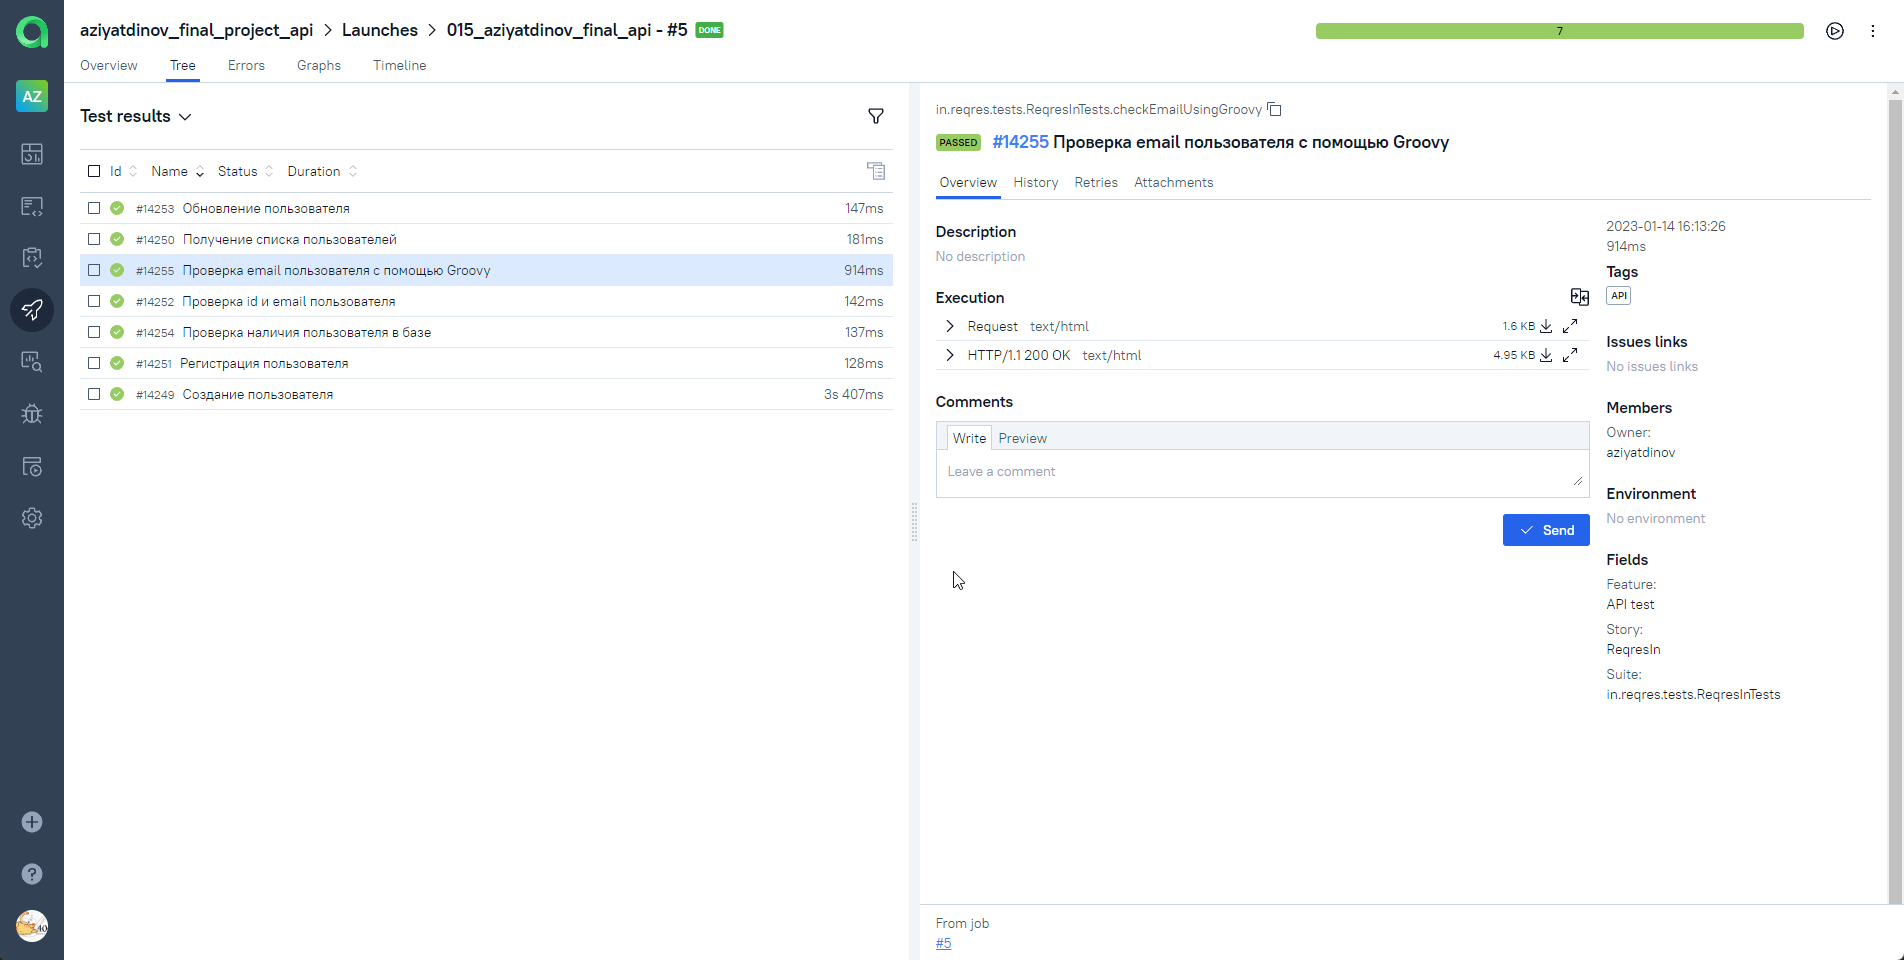 aziyatdinov_final_project_api > Launches > 015_aziyatdinov_final_api - #5 DONE
7
Overview Tree Errors Graphs Timeline
AZ
Test results
Id Name Status Duration
#14253 Обновление пользователя 147ms
#14250 Получение списка пользователей 181ms
#14255 Проверка email пользователя с помощью Groovy 914ms
#14252 Проверка id и email пользователя 142ms
#14254 Проверка наличия пользователя в базе 137ms
#14251 Регистрация пользователя 128ms
#14249 Создание пользователя 3s 407ms
in.reqres.tests.ReqresInTests.checkEmailUsingGroovy
PASSED #14255 Проверка email пользователя с помощью Groovy
Overview History Retries Attachments
Description
No description
Execution
Request text/html 1.6 KB
HTTP/1.1 200 OK text/html 4.95 KB
Comments
Write Preview
Leave a comment
Send
2023-01-14 16:13:26
914ms
Tags
API
Issues links
No issues links
Members
Owner:
aziyatdinov
Environment
No environment
Fields
Feature:
API test
Story:
ReqresIn
Suite:
in.reqres.tests.ReqresInTests
From job
#5